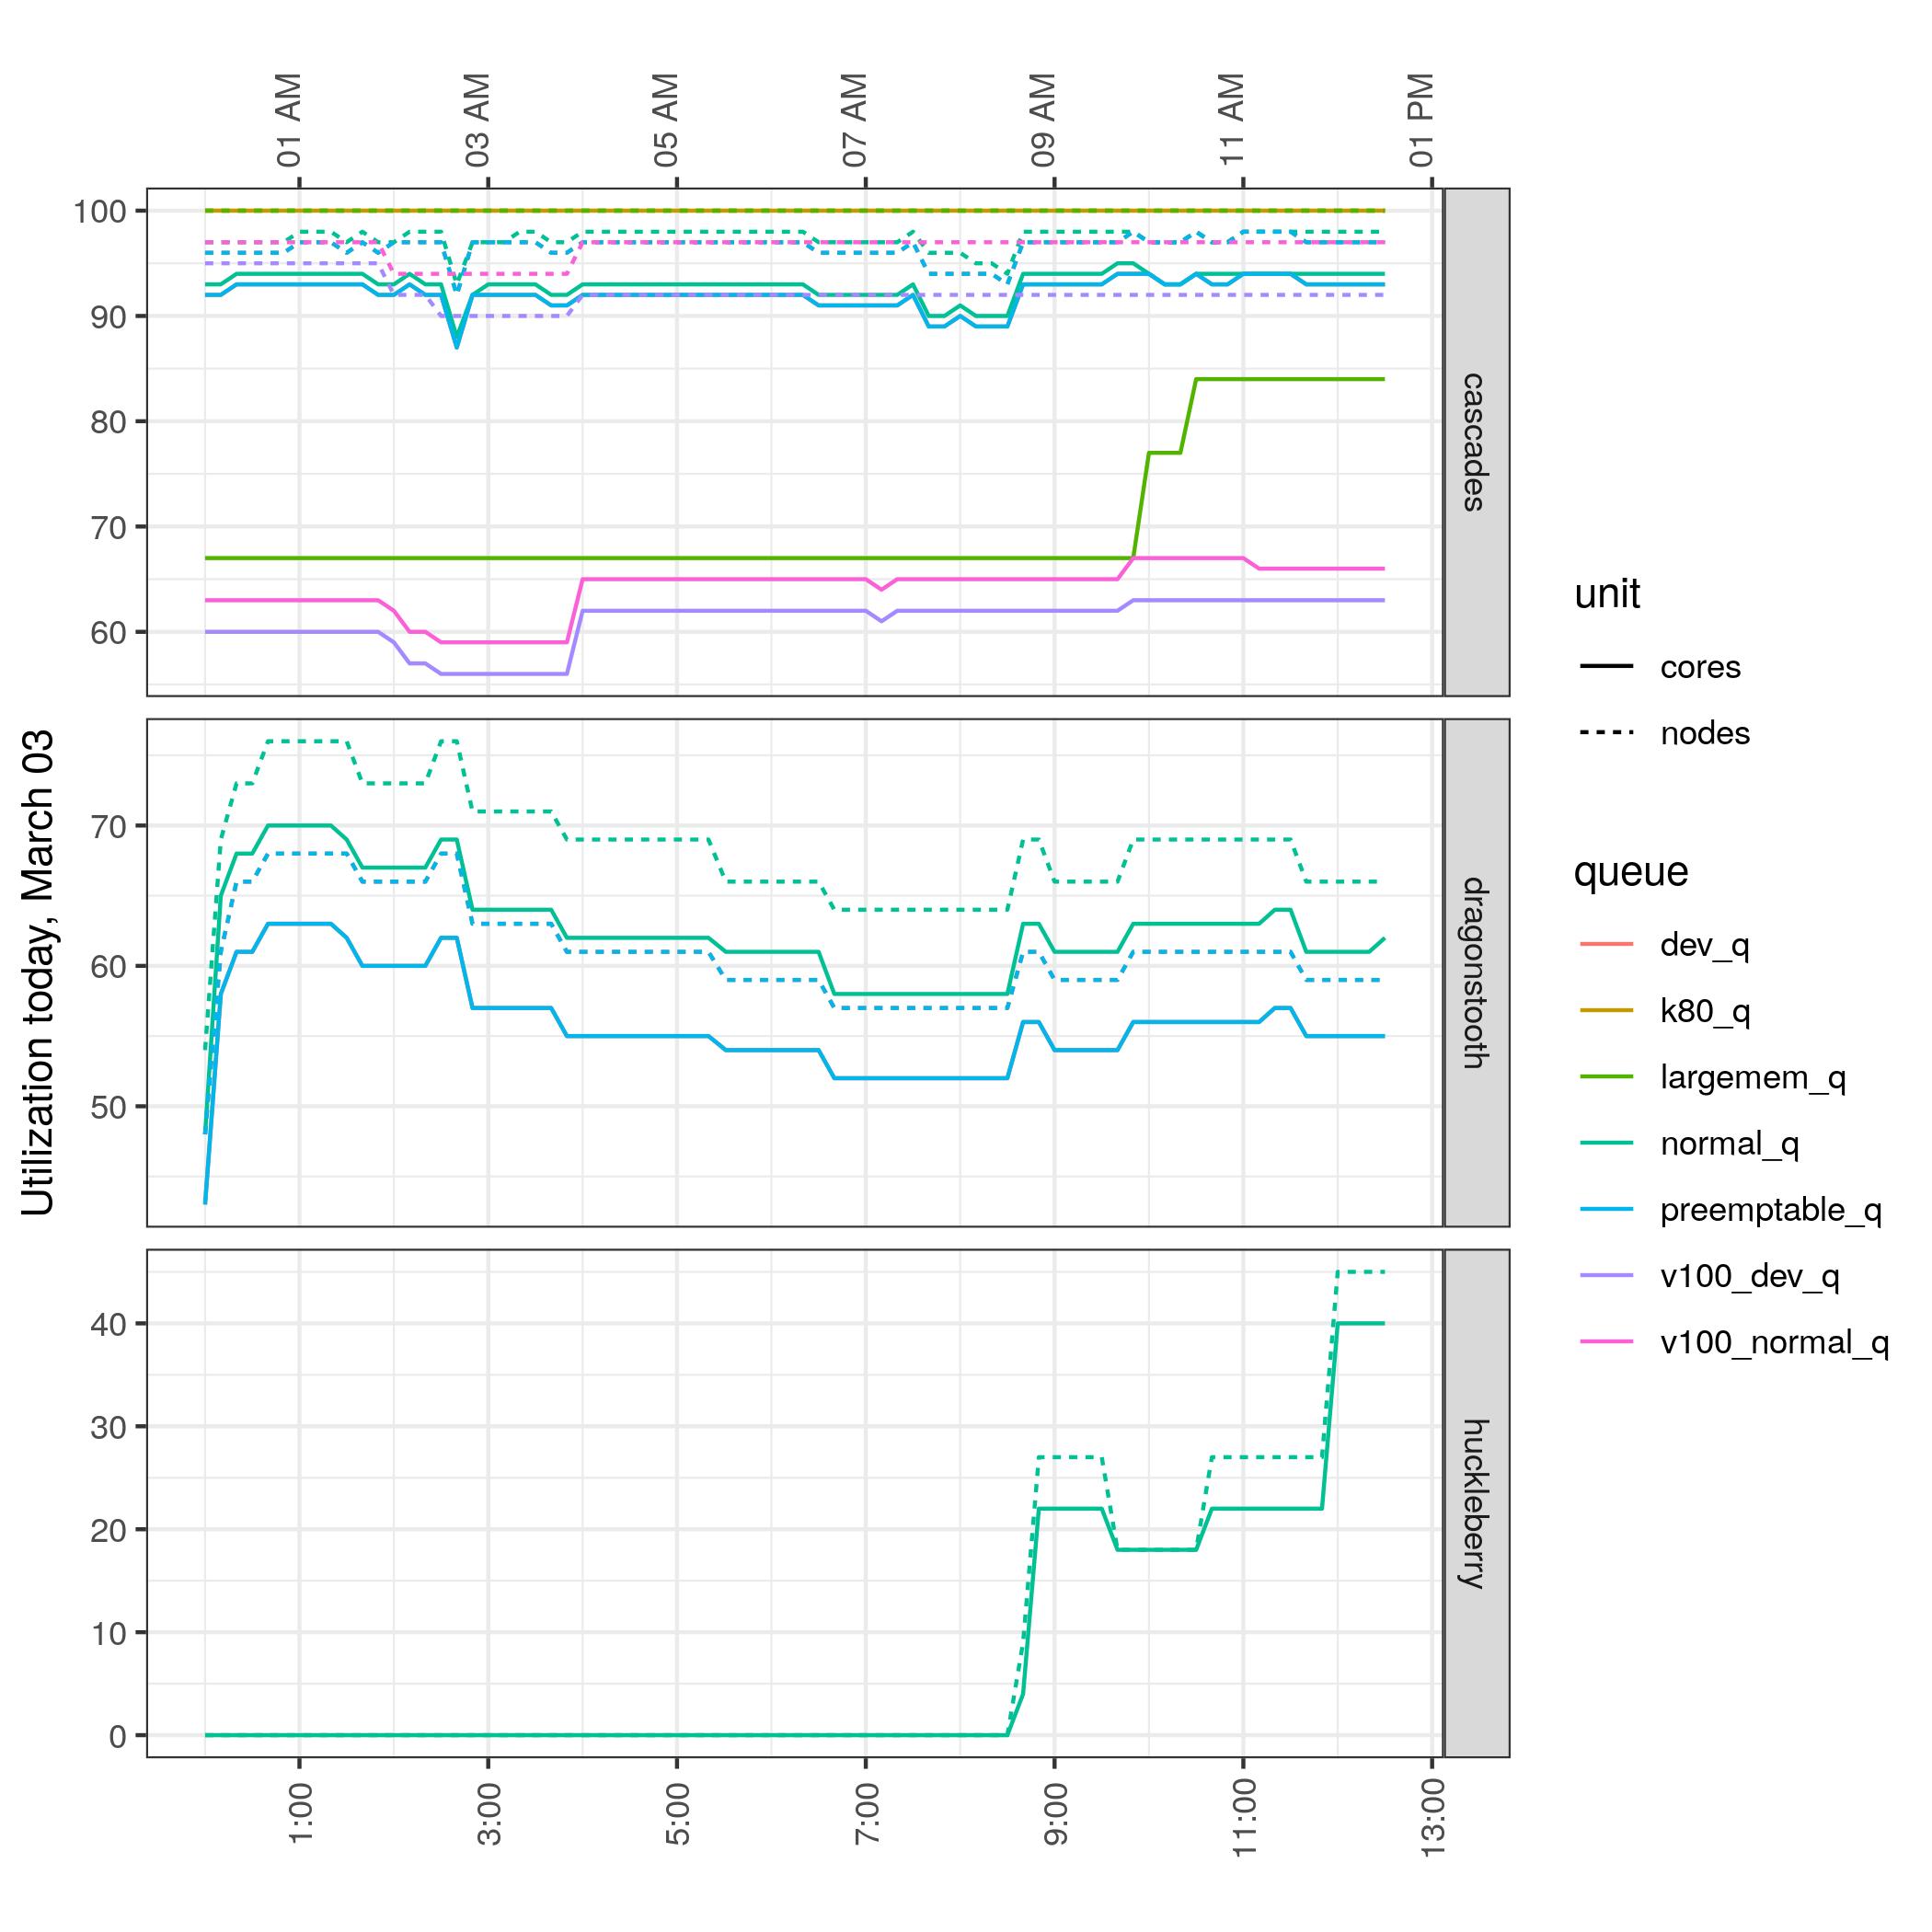 01 AM
03 AM
05 AM
07 AM
09 AM
11 AM
01 PM
Utilization today, March 03
100
90
80
70
60
cascades
70
60
50
dragonstooth
40
30
20
10
0
huckleberry
1:00
3:00
5:00
7:00
9:00
11:00
13:00
unit
cores
nodes
queue
dev_q
k80_q
largemem_q
normal_q
preemptable_q
v100_dev_q
v100_normal_q